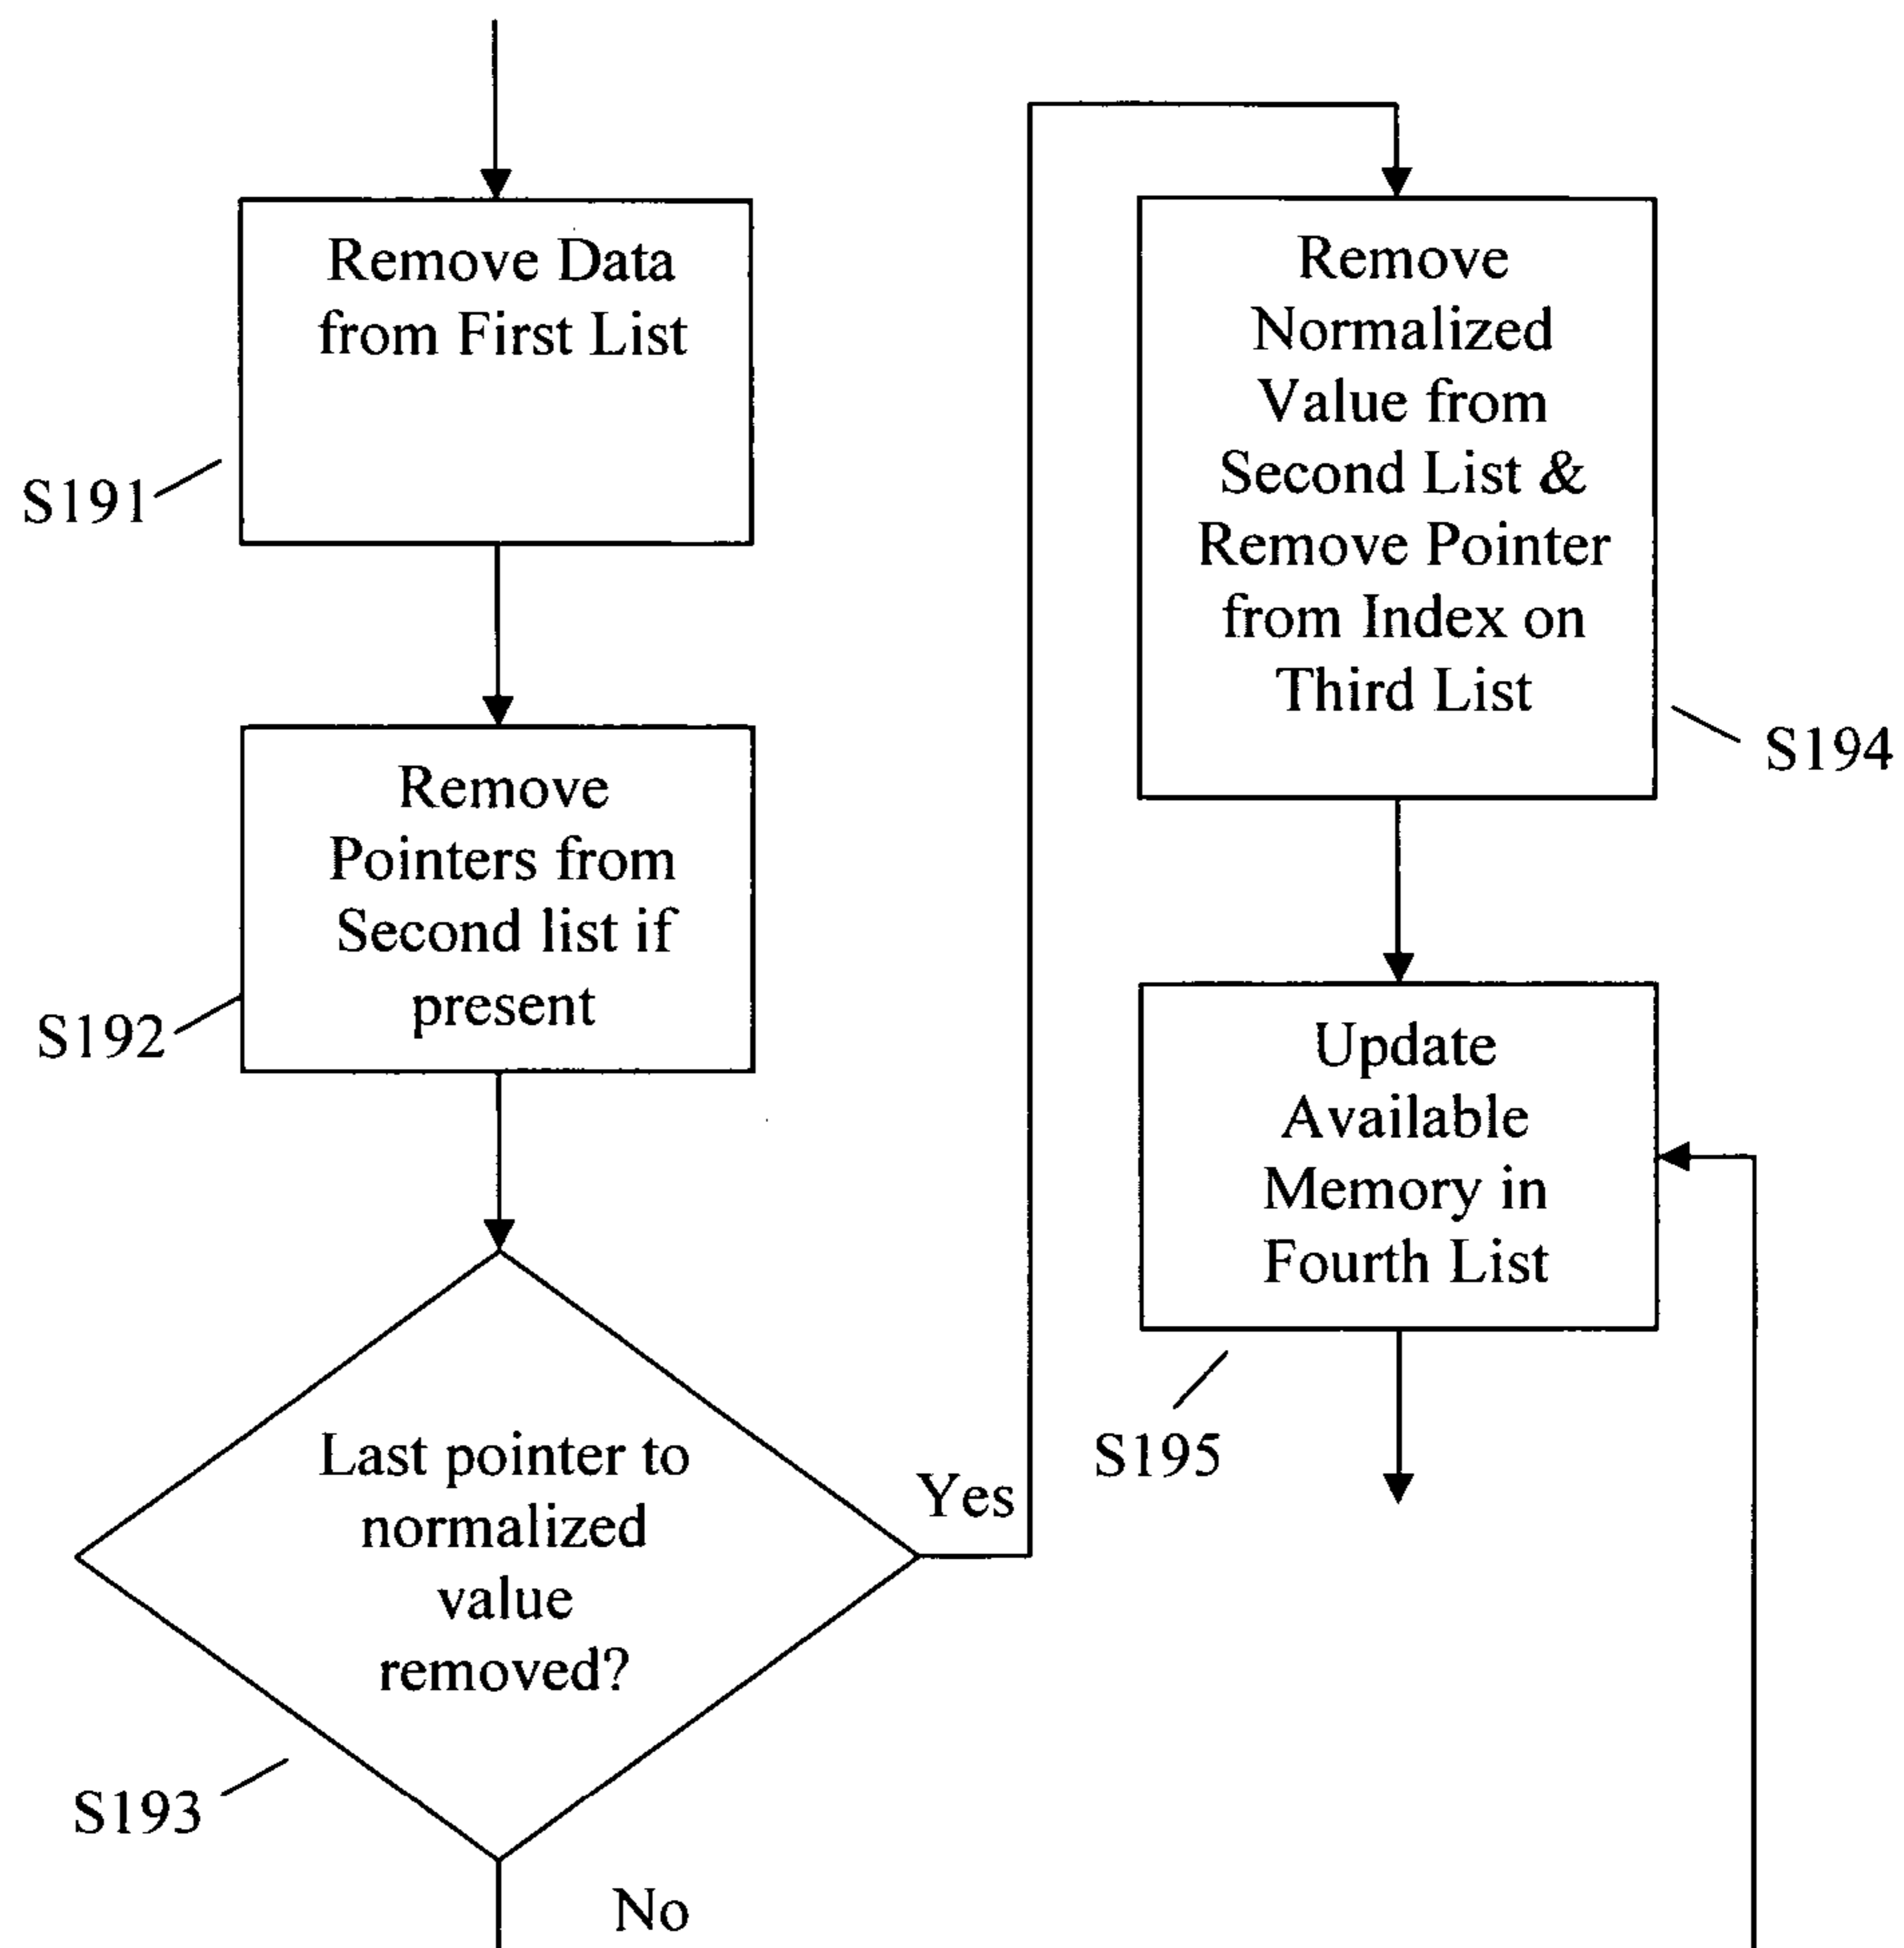 Remove Data
from First List
S191
Remove
Pointers from
Second list if
present
S192
Last pointer to
normalized
value
removed?
S193
Yes
No
Remove
Normalized
Value from
Second List &
Remove Pointer
from Index on
Third List
S194
Update
Available
Memory in
Fourth List
S195